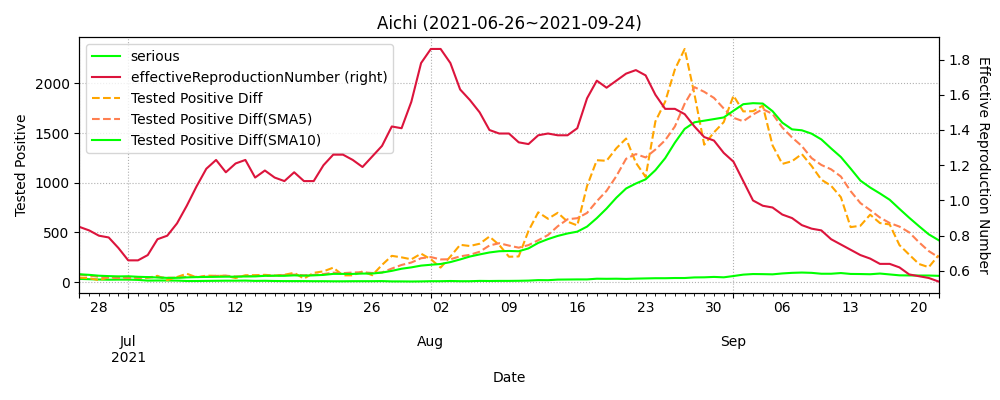 Aichi (2021-06-26~2021-09-24)
serious
effectiveReproductionNumber (right)
Tested Positive Diff
Tested Positive Diff(SMA5)
Tested Positive Diff(SMA10)
Tested Positive
2000
1500
1000
500
0
1.8
1.6
1.4
1.2
1.0
0.8
0.6
Effective Reproduction Number
28 05 12 19 26 02 09 16 23 30 06 13 20
Jul Aug Sep
2021
Date